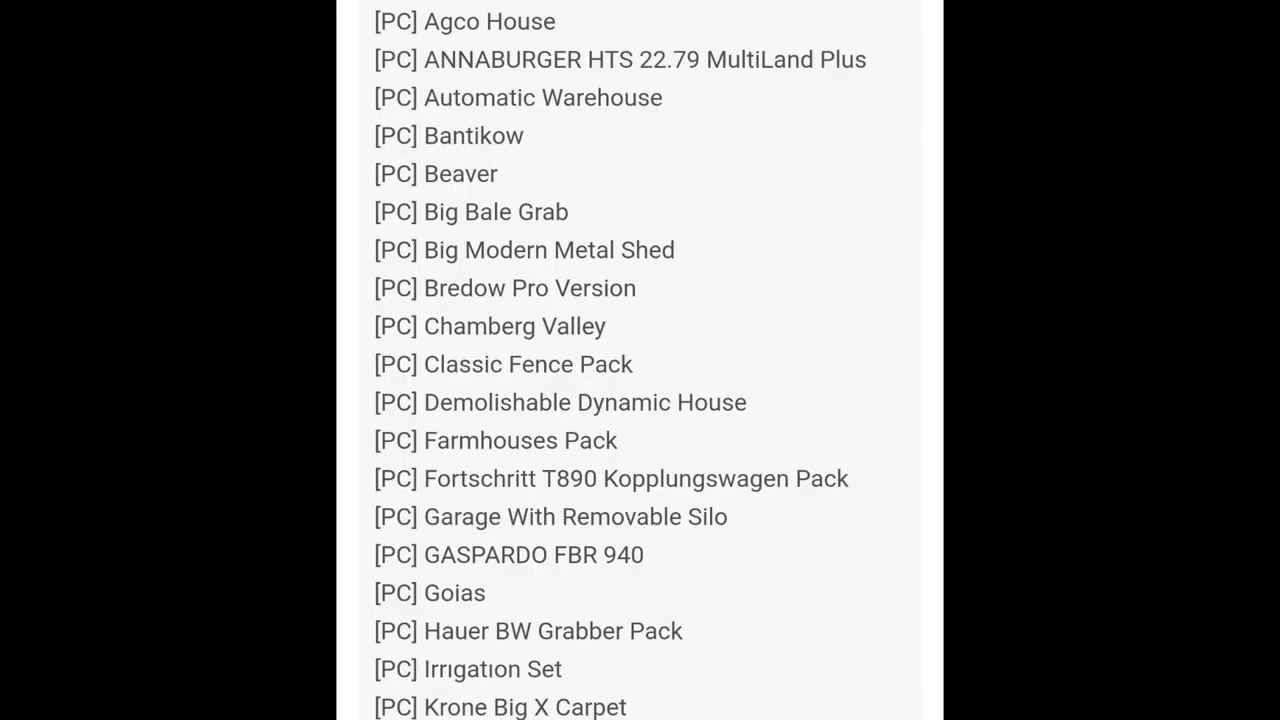 [PC] Agco House
[PC] ANNABURGER HTS 22.79 MultiLand Plus
[PC] Automatic Warehouse
[PC] Bantikow
[PC] Beaver
[PC] Big Bale Grab
[PC] Big Modern Metal Shed
[PC] Bredow Pro Version
[PC] Chamberg Valley
[PC] Classic Fence Pack
[PC] Demolishable Dynamic House
[PC] Farmhouses Pack
[PC] Fortschritt T890 Kopplungswagen Pack
[PC] Garage With Removable Silo
[PC] GASPARDO FBR 940
[PC] Goias
[PC] Hauer BW Grabber Pack
[PC] Irrıgatıon Set
[PC] Krone Big X Carpet